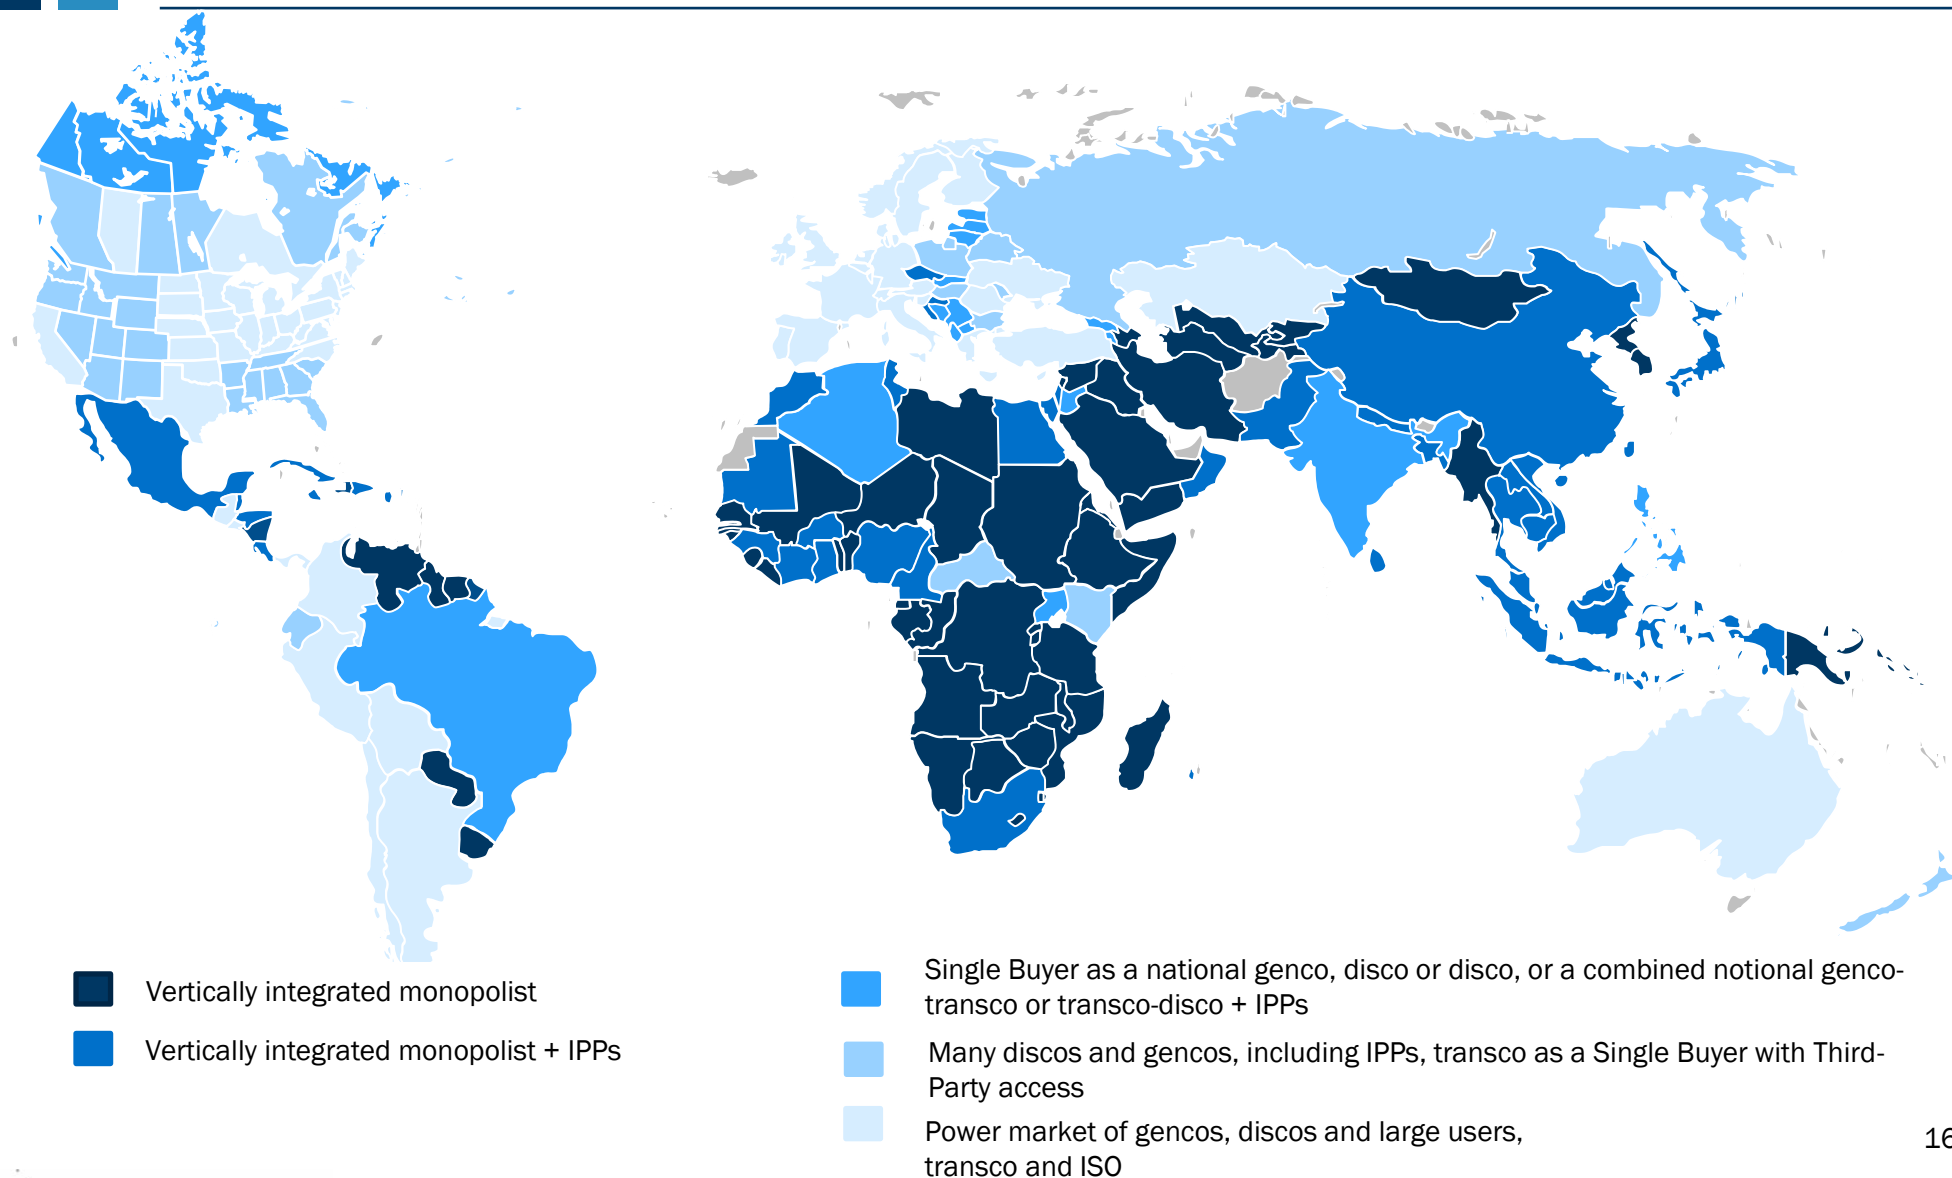 Vertically integrated monopolist
Vertically integrated monopolist + IPPs
Single Buyer as a national genco, disco or disco, or a combined notional genco-
transco or transco-disco + IPPs
Many discos and gencos, including IPPs, transco as a Single Buyer with Third-
Party access
Power market of gencos, discos and large users,
transco and ISO
16